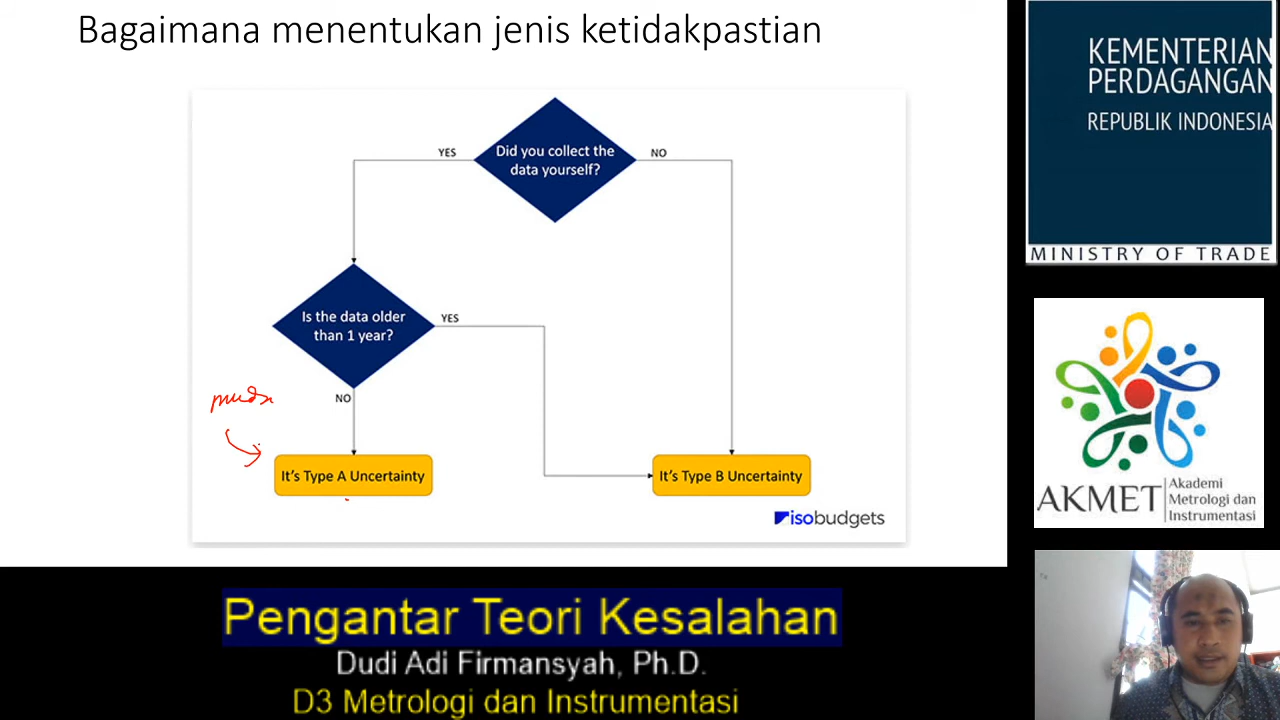 Bagaimana menentukan jenis ketidakpastian
Did you collect the
data yourself?
YES
NO
Is the data older
than 1 year?
YES
NO
It's Type A Uncertainty
It's Type B Uncertainty
isobudgets
KEMENTERIAN
PERDAGANGAN
REPUBLIK INDONESIA
MINISTRY OF TRADE
AKMET
Akademi
Metrologi dan
Instrumentasi
Pengantar Teori Kesalahan
Dudi Adi Firmansyah, Ph.D.
D3 Metrologi dan Instrumentasi